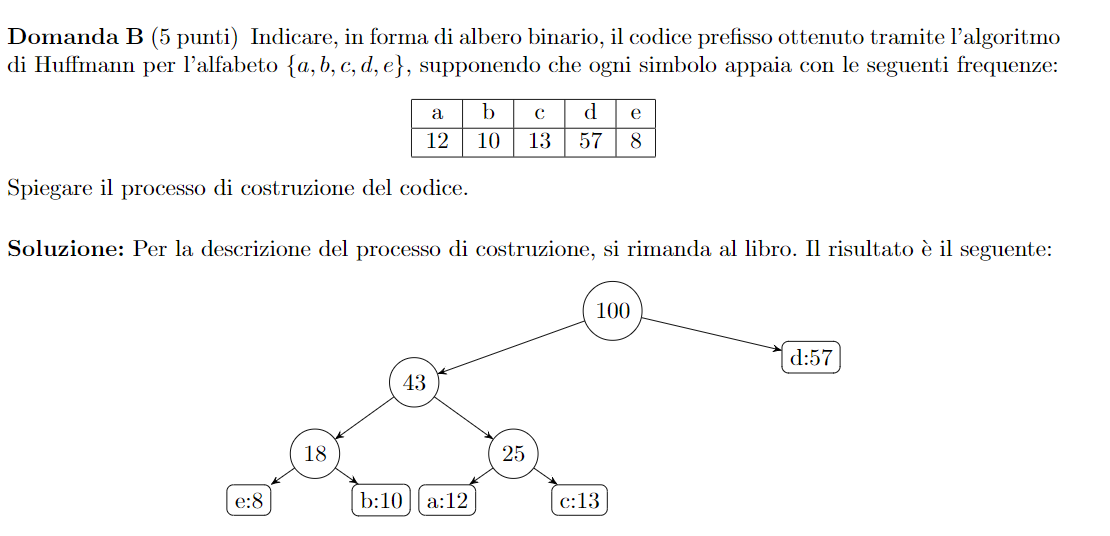 Domanda B (5 punti) Indicare, in forma di albero binario, il codice prefisso ottenuto tramite l'algoritmo
di Huffmann per l'alfabeto {a, b, c, d, e}, supponendo che ogni simbolo appaia con le seguenti frequenze:
a b c d e
12 10 13 57 8
Spiegare il processo di costruzione del codice.
Soluzione: Per la descrizione del processo di costruzione, si rimanda al libro. Il risultato è il seguente:
100
d:57
43
18 25
e:8 b:10 a:12 c:13